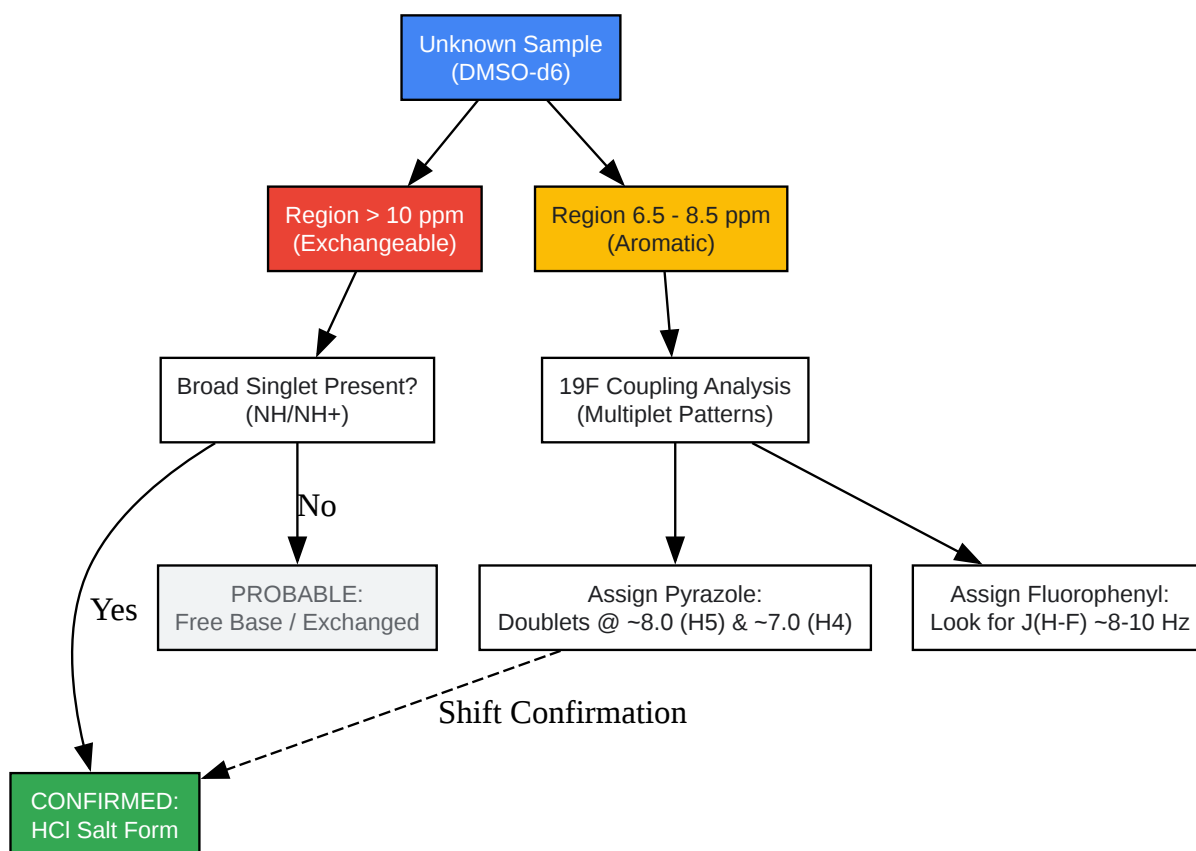 Unknown Sample
(DMSO-d6)
Region > 10 ppm
(Exchangeable)
Region 6.5 - 8.5 ppm
(Aromatic)
Broad Singlet Present?
(NH/NH+)
19F Coupling Analysis
(Multiplet Patterns)
No
Yes
PROBABLE:
Free Base / Exchanged
Assign Pyrazole:
Doublets @ ~8.0 (H5) & ~7.0 (H4)
Assign Fluorophenyl:
Look for J(H-F) ~8-10 Hz
Shift Confirmation
CONFIRMED:
HCl Salt Form